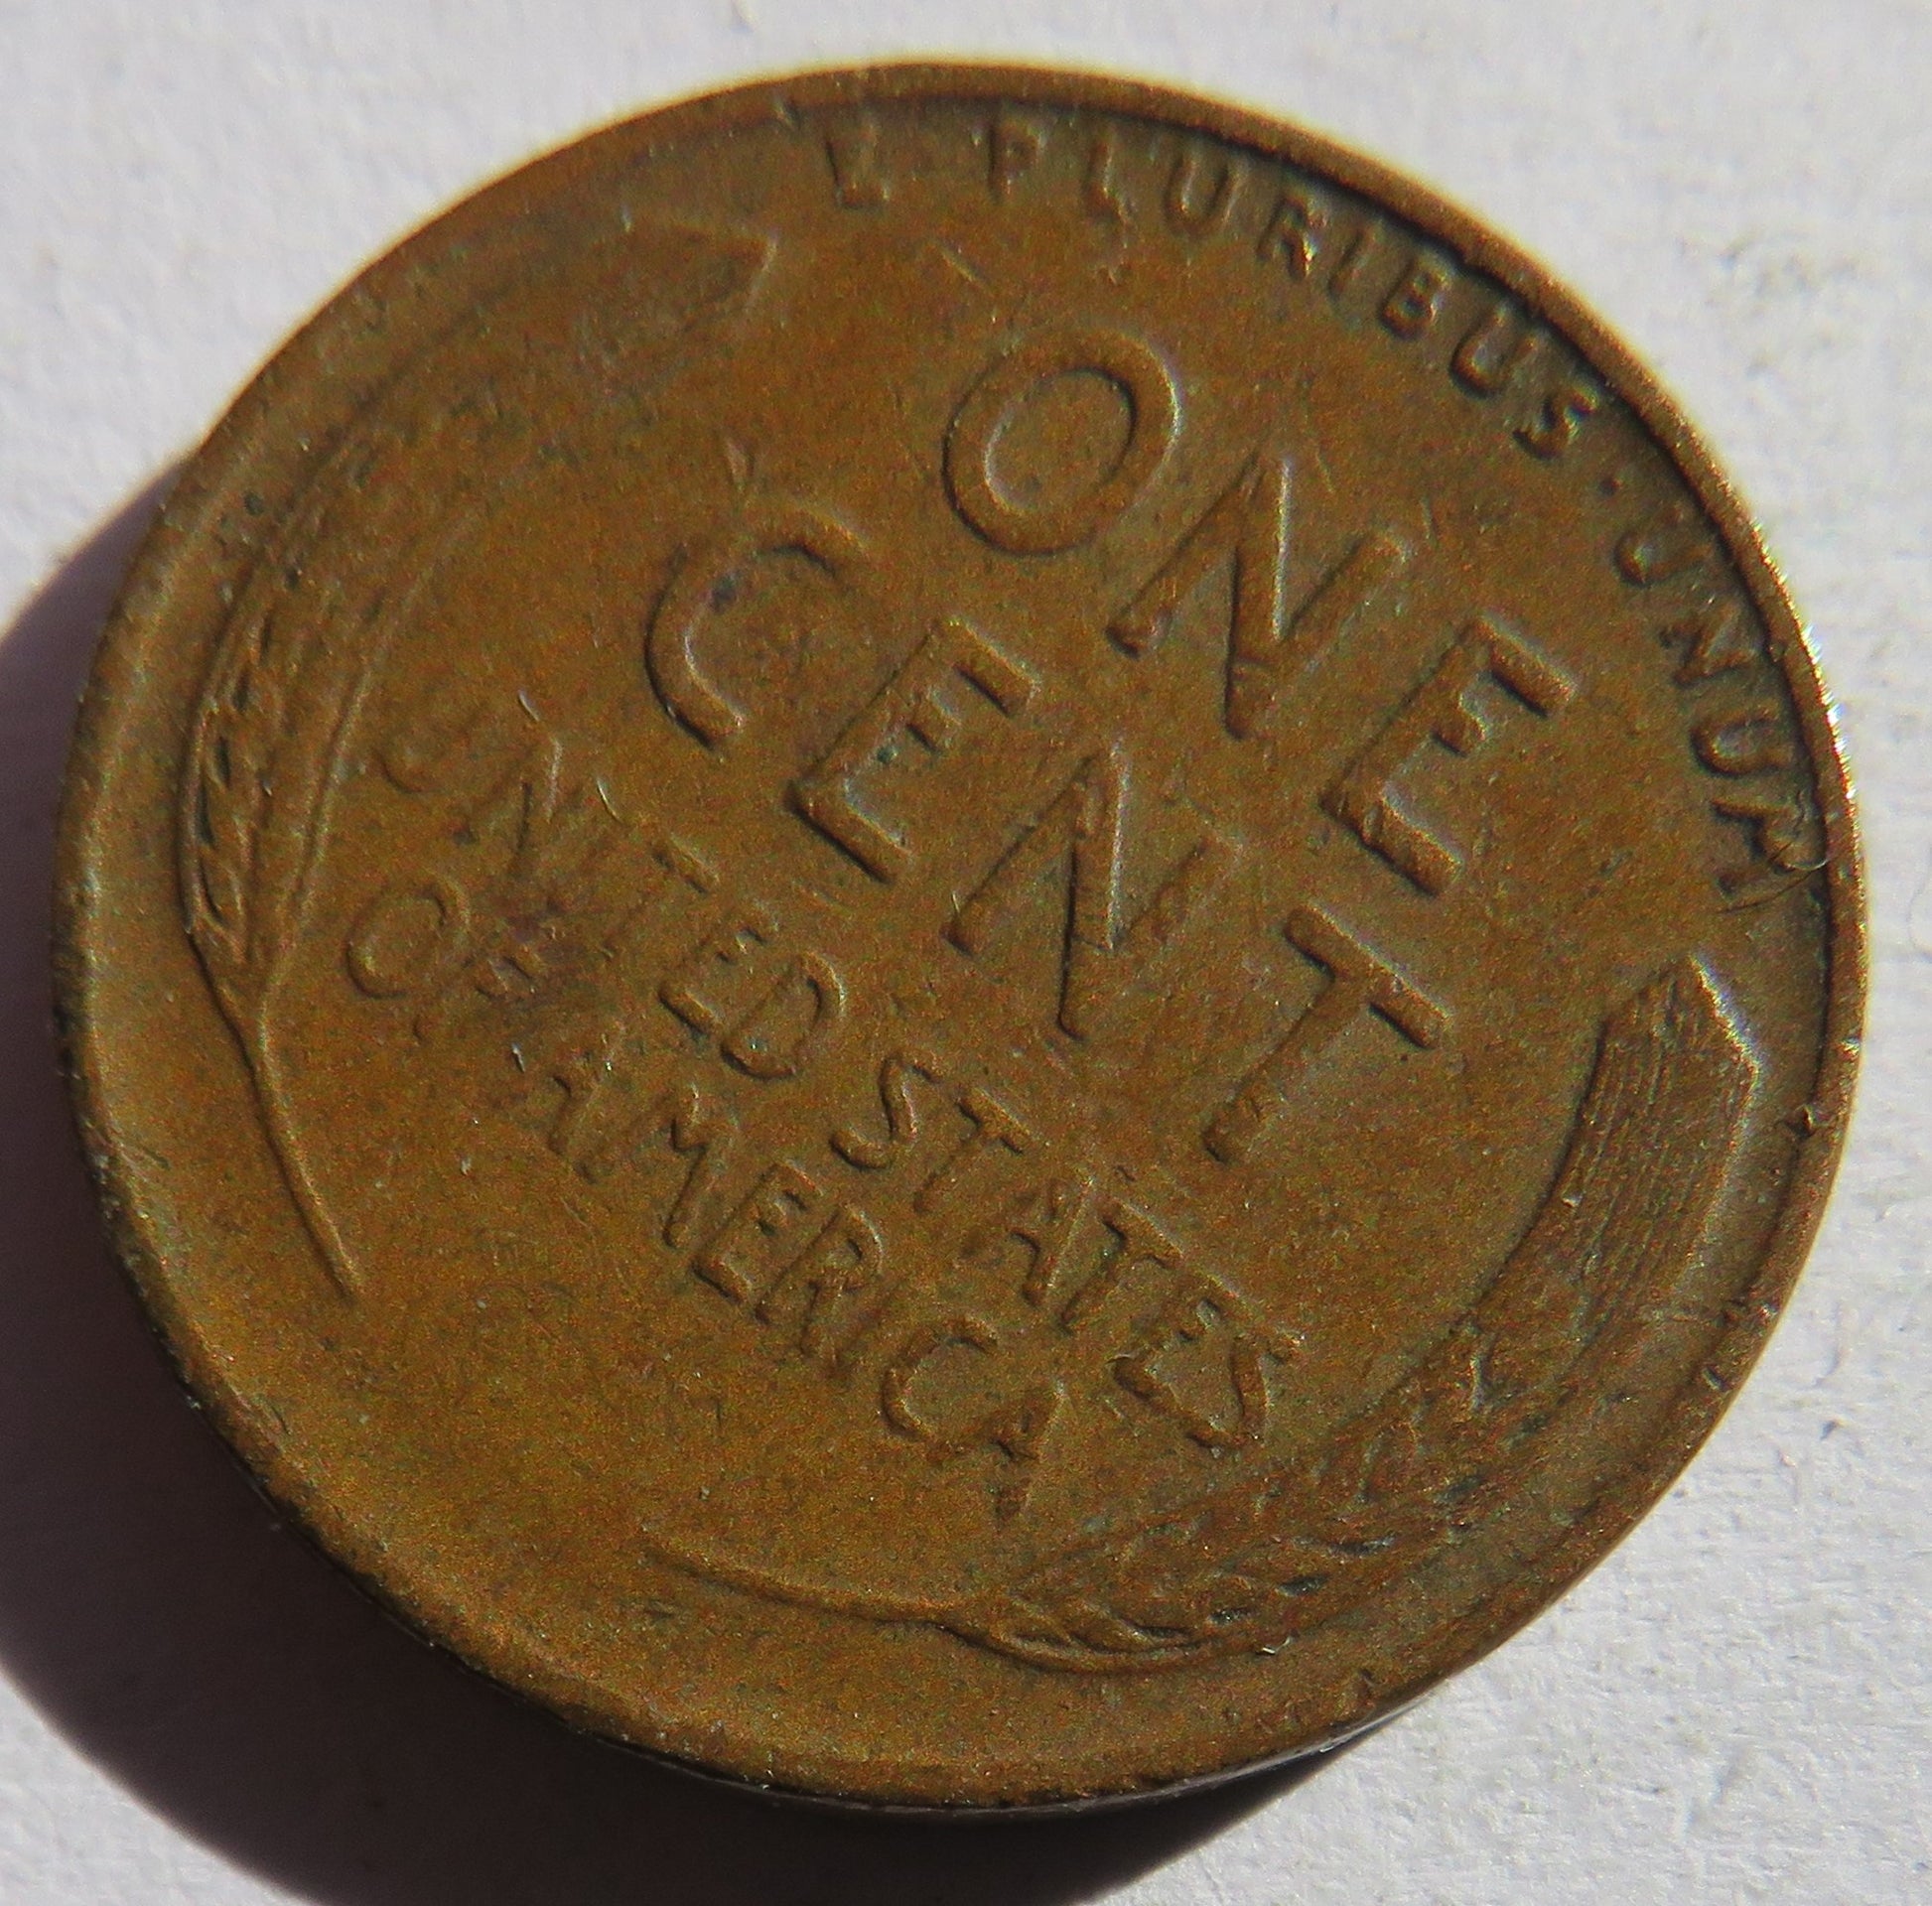 E PLURIBUS · UNUM
ONE
CENT
UNITED STATES
OF AMERICA